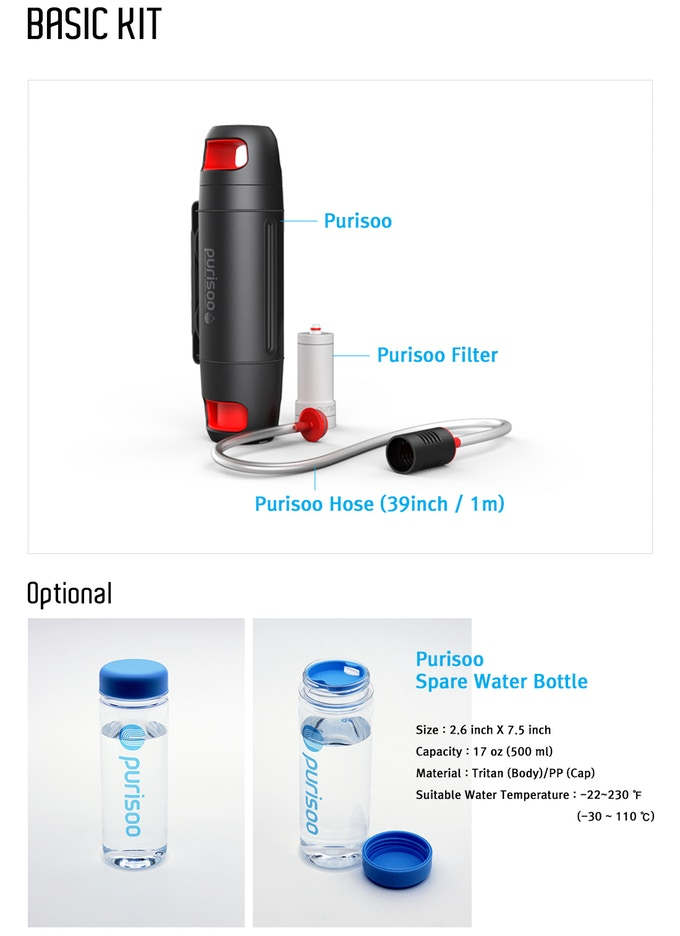 BASIC KIT
Purisoo
purisoo
Purisoo Filter
Purisoo Hose (39inch / 1m)
Optional
purisoo
purisoo
Purisoo
Spare Water Bottle
Size : 2.6 inch X 7.5 inch
Capacity : 17 oz (500 ml)
Material : Tritan (Body)/PP (Cap)
Suitable Water Temperature : -22~230 ℉
(-30 ~ 110 ℃)